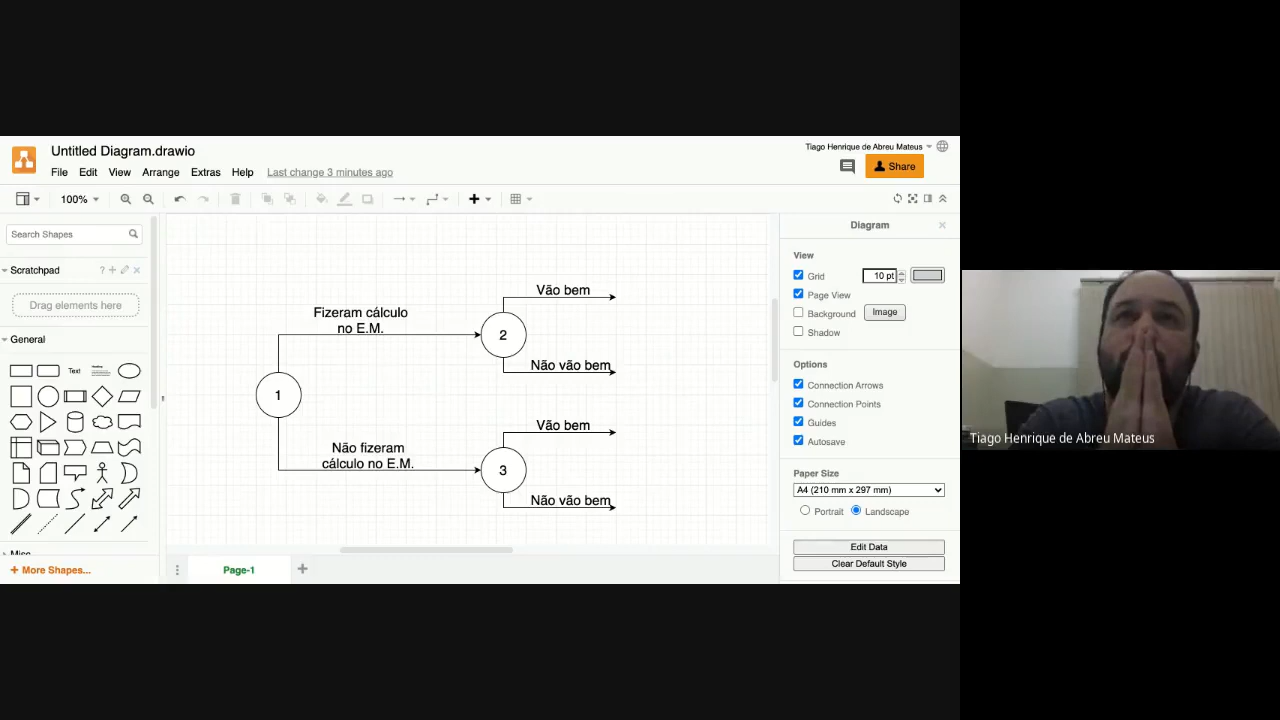 Untitled Diagram.drawio
Tiago Henrique de Abreu Mateus
File Edit View Arrange Extras Help Last change 3 minutes ago
Share
100%
Search Shapes
Scratchpad
Drag elements here
General
Text
More Shapes...
Fizeram cálculo
no E.M.
Vão bem
2
Não vão bem
1
Não fizeram
cálculo no E.M.
Vão bem
3
Não vão bem
Page-1
Diagram
View
Grid 10 pt
Page View
Background Image
Shadow
Options
Connection Arrows
Connection Points
Guides
Autosave
Paper Size
A4 (210 mm x 297 mm)
Portrait Landscape
Edit Data
Clear Default Style
Tiago Henrique de Abreu Mateus